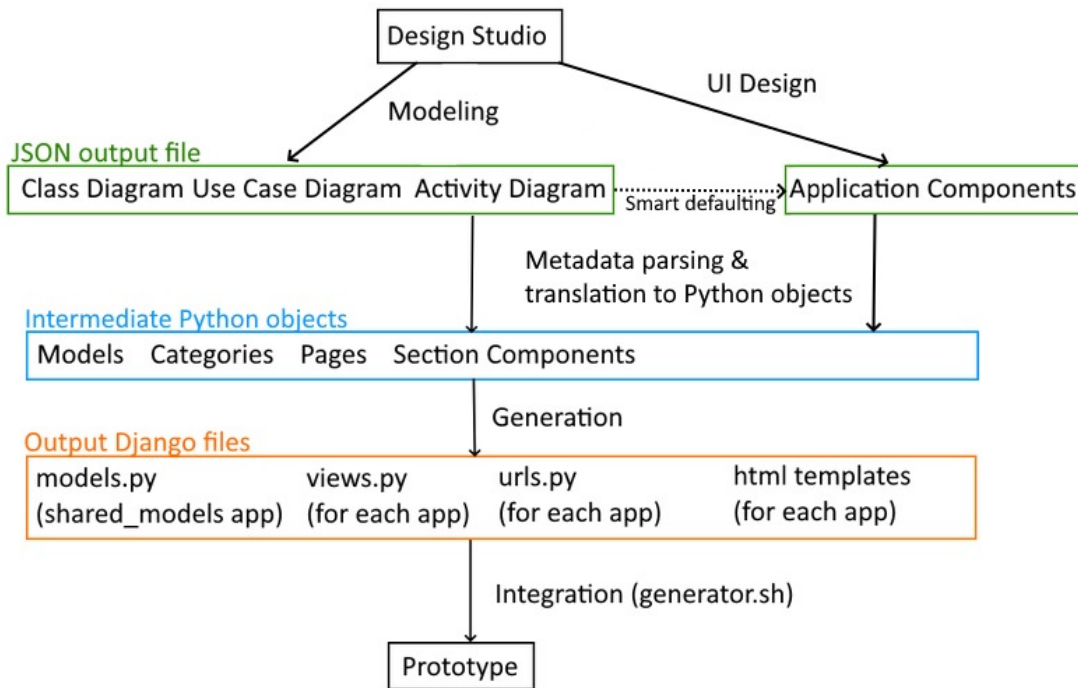 Design Studio
UI Design
Modeling
JSON output file
Class Diagram Use Case Diagram Activity Diagram
Smart defaulting
Application Components
Metadata parsing &
translation to Python objects
Intermediate Python objects
Models Categories Pages Section Components
Generation
Output Django files
models.py views.py urls.py html templates
(shared_models app) (for each app) (for each app) (for each app)
Integration (generator.sh)
Prototype